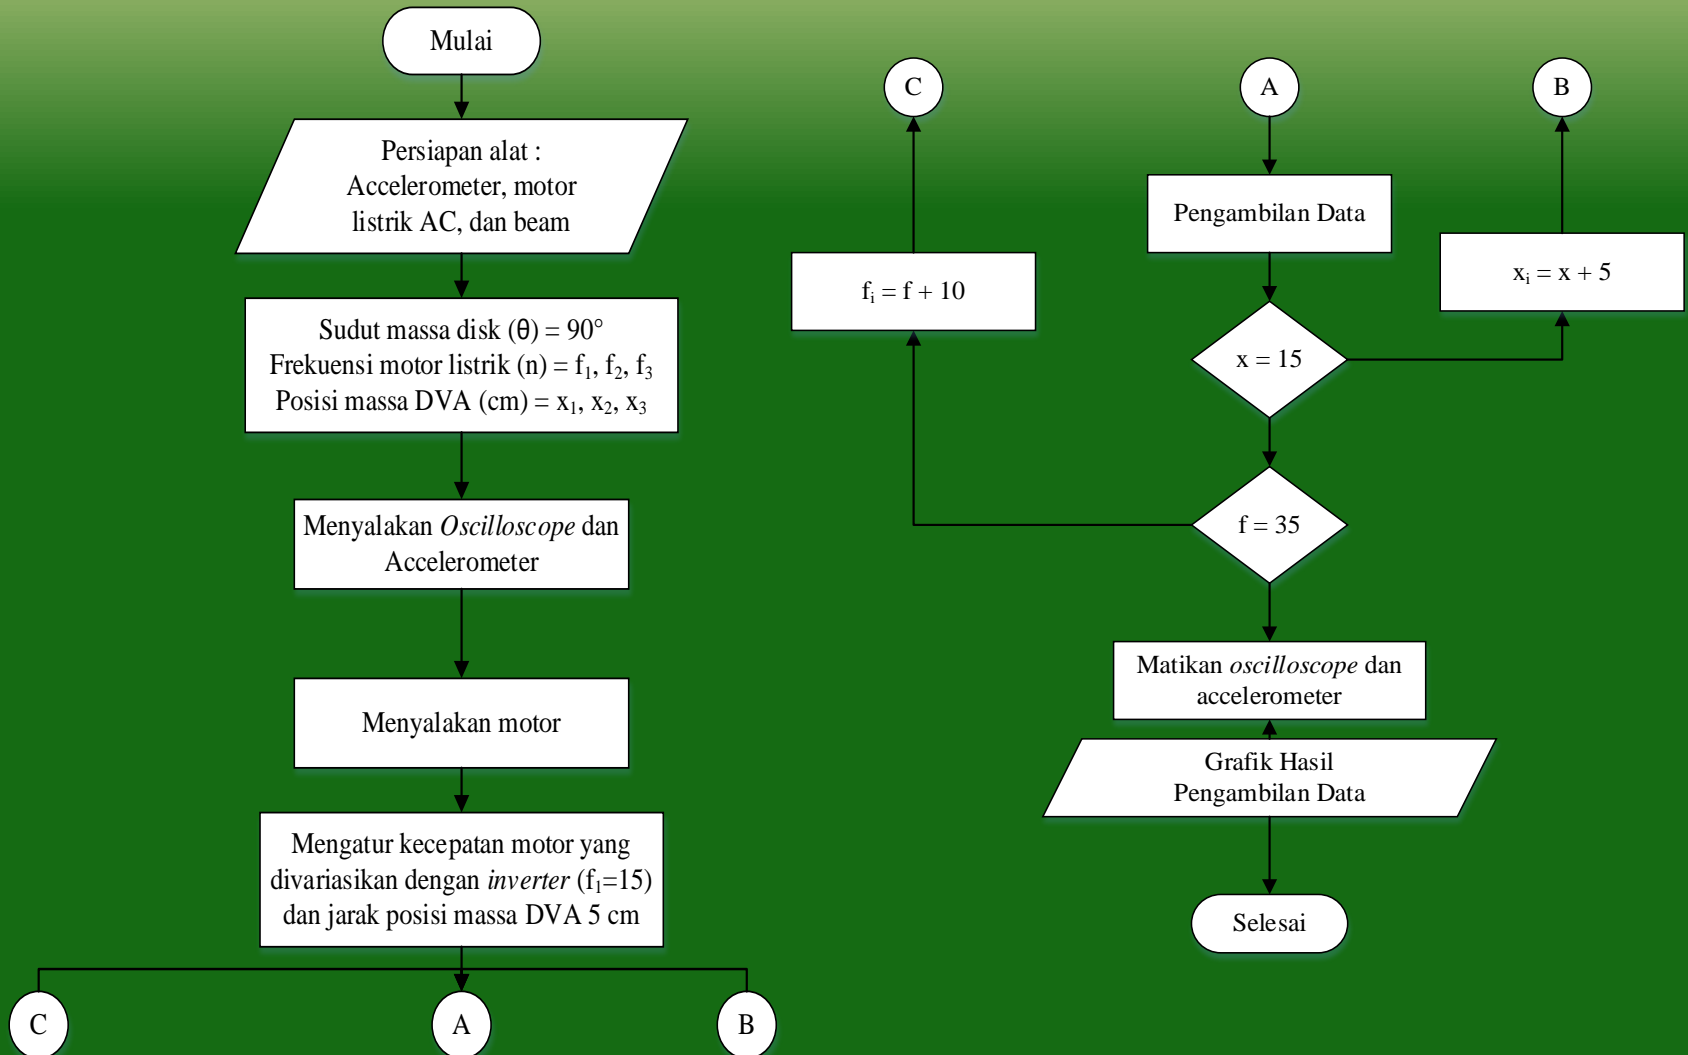 Mulai
Persiapan alat :
Accelerometer, motor
listrik AC, dan beam
Sudut massa disk (θ) = 90°
Frekuensi motor listrik (n) = f₁, f₂, f₃
Posisi massa DVA (cm) = x₁, x₂, x₃
Menyalakan Oscilloscope dan
Accelerometer
Menyalakan motor
Mengatur kecepatan motor yang
divariasikan dengan inverter (f₁=15)
dan jarak posisi massa DVA 5 cm
C
A
B
C
A
B
Pengambilan Data
fᵢ = f + 10
xᵢ = x + 5
x = 15
f = 35
Matikan oscilloscope dan
accelerometer
Grafik Hasil
Pengambilan Data
Selesai